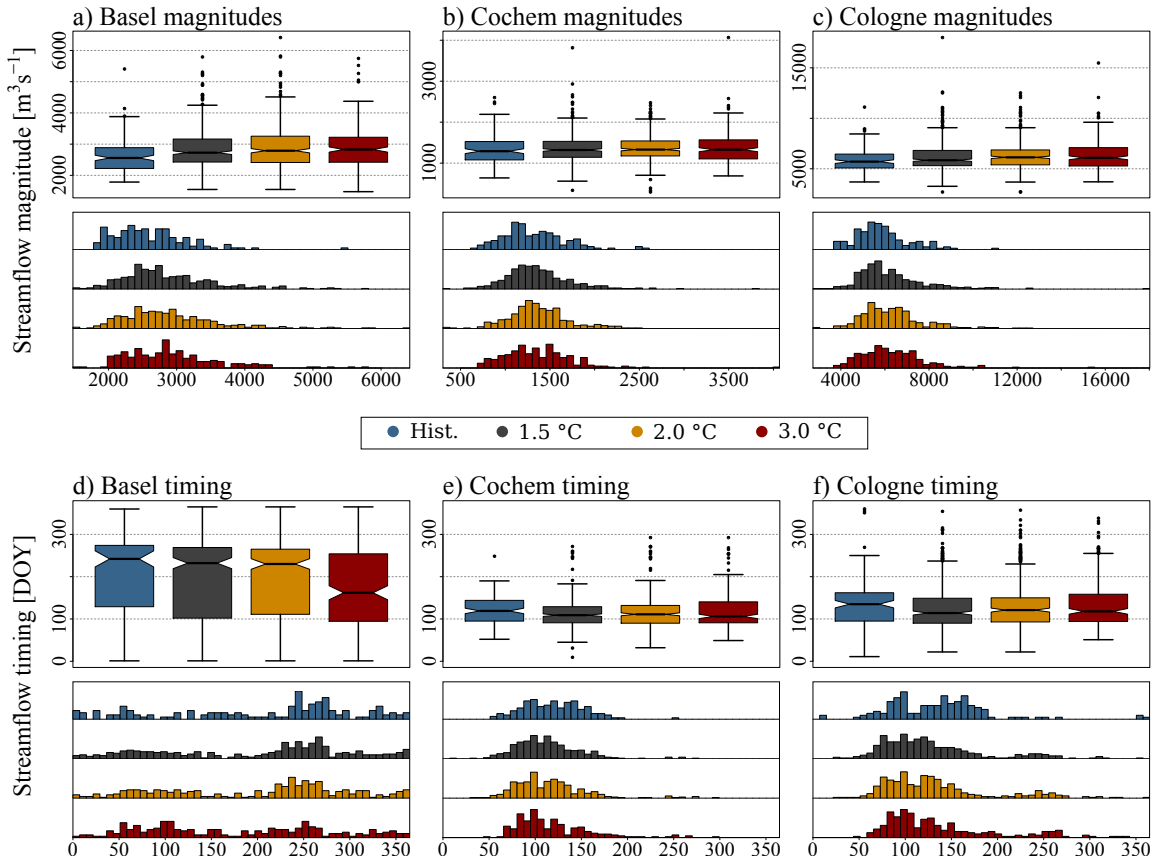 a) Basel magnitudes
b) Cochem magnitudes
c) Cologne magnitudes
Streamflow magnitude [m³s⁻¹]
6000
4000
2000
3000
1000
15000
5000
2000 3000 4000 5000 6000
500 1500 2500 3500
4000 8000 12000 16000
Hist. 1.5 °C 2.0 °C 3.0 °C
d) Basel timing
e) Cochem timing
f) Cologne timing
Streamflow timing [DOY]
300
100
0
300
100
0
300
100
0
0 50 100 150 200 250 300 350
0 50 100 150 200 250 300 350
0 50 100 150 200 250 300 350